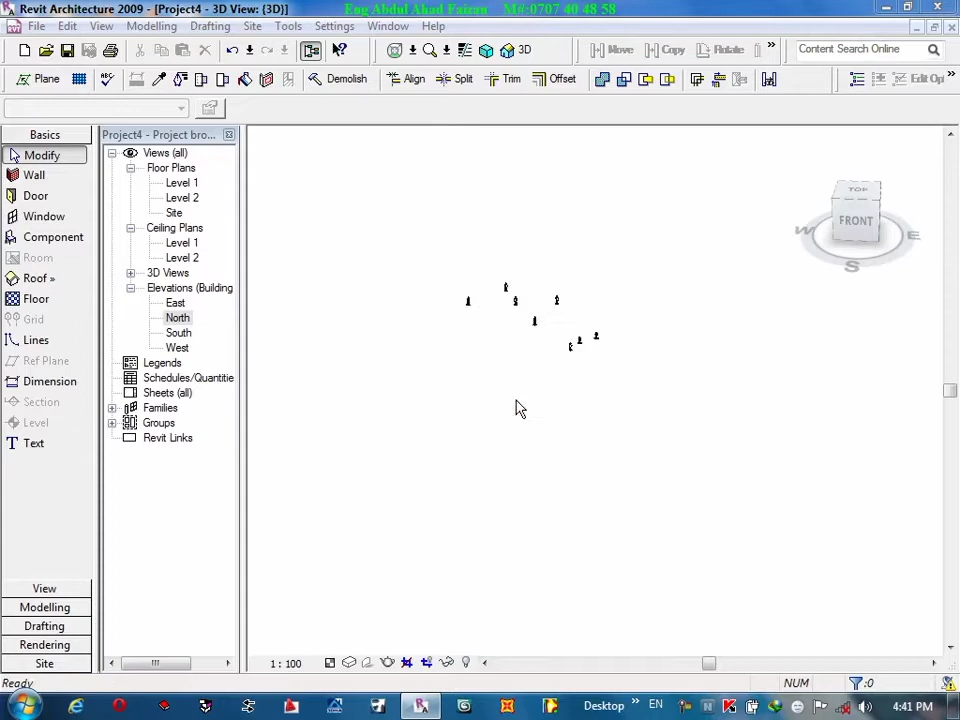 Revit Architecture 2009 - [Project4 - 3D View: {3D}]
Eng Abdul Ahad Faizan M#:0707 40 48 58
File Edit View Modelling Drafting Site Tools Settings Window Help
3D Move Copy Rotate » Content Search Online
Plane Demolish Align Split Trim Offset Edit Op »
Basics
Modify
Wall
Door
Window
Component
Room
Roof »
Floor
Grid
Lines
Ref Plane
Dimension
Section
Level
Text
View
Modelling
Drafting
Rendering
Site
Project4 - Project bro...
Views (all)
Floor Plans
Level 1
Level 2
Site
Ceiling Plans
Level 1
Level 2
3D Views
Elevations (Building
East
North
South
West
Legends
Schedules/Quantitie
Sheets (all)
Families
Groups
Revit Links
TOP
FRONT
W
E
S
1 : 100
Ready
NUM
:0
Desktop » EN 4:41 PM